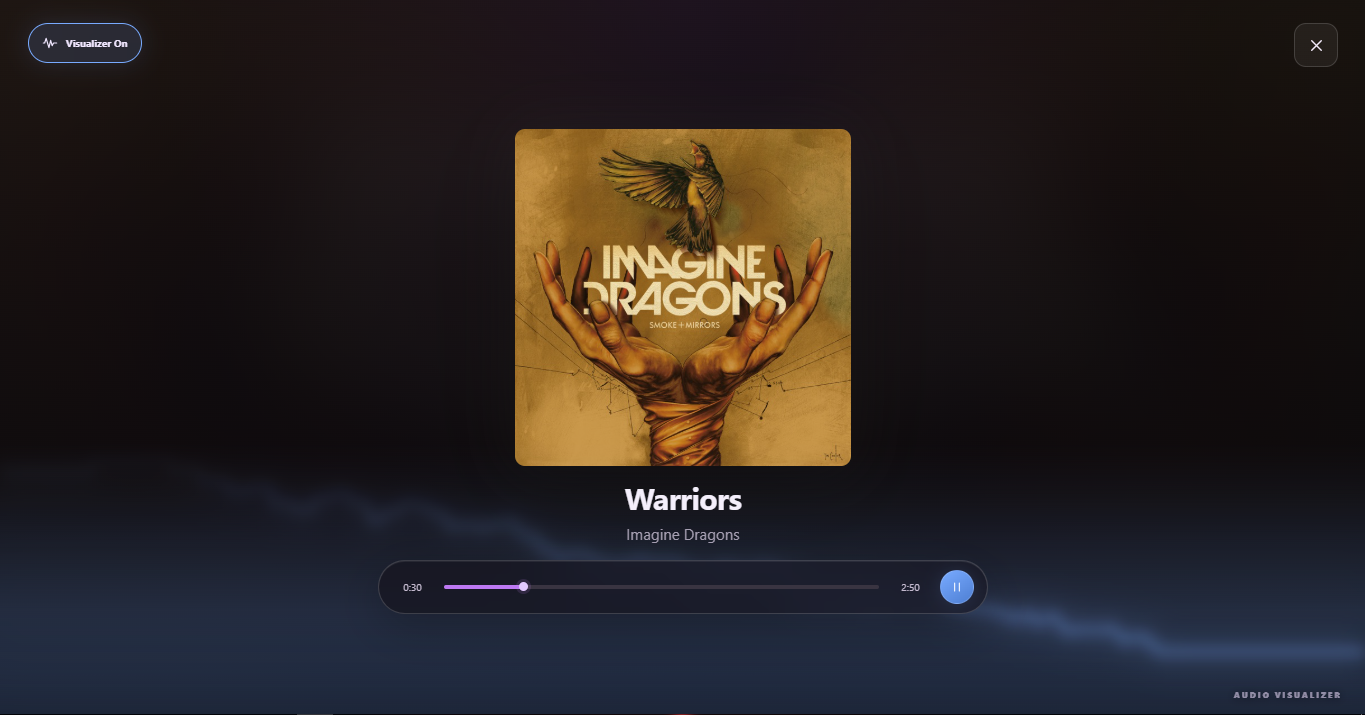 Visualizer On
IMAGINE
DRAGONS
SMOKE + MIRRORS
Warriors
Imagine Dragons
0:30
2:50
AUDIO VISUALIZER